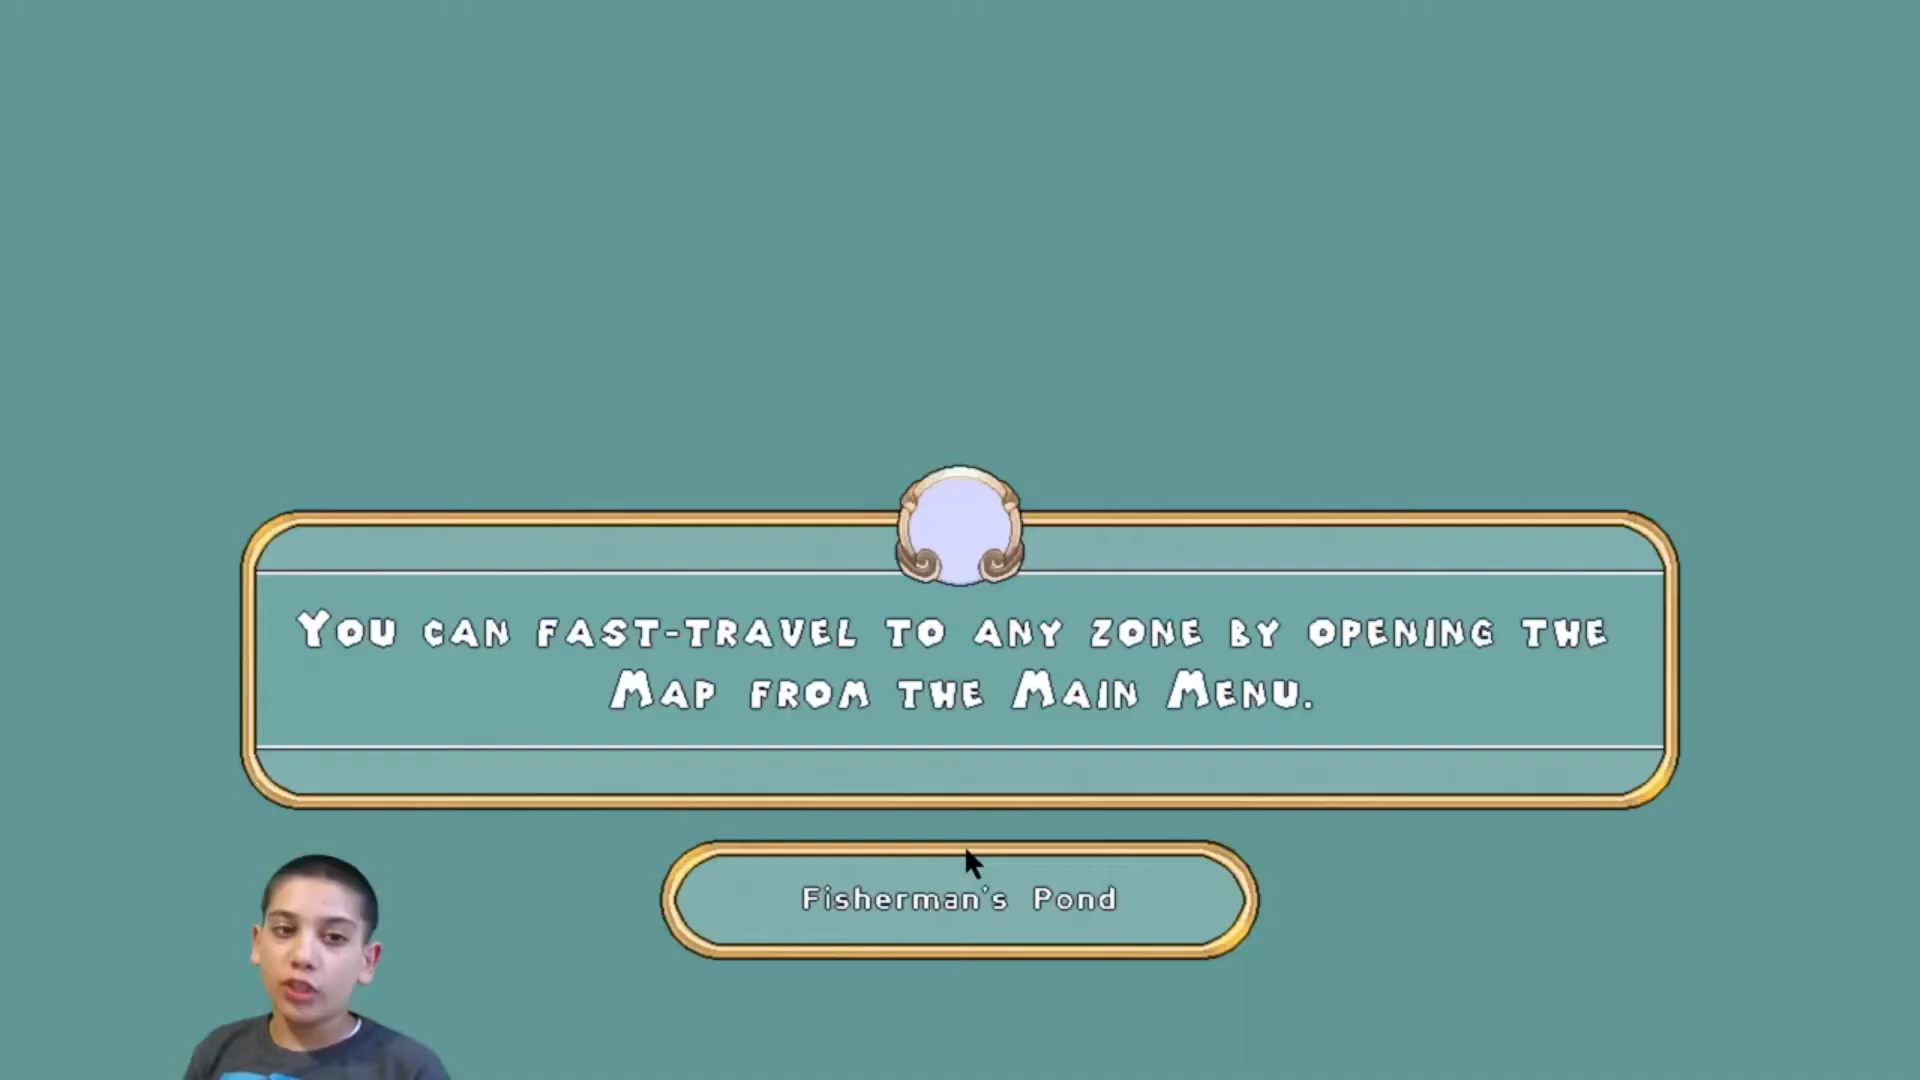 You can fast-travel to any zone by opening the
Map from the Main Menu.
Fisherman's Pond